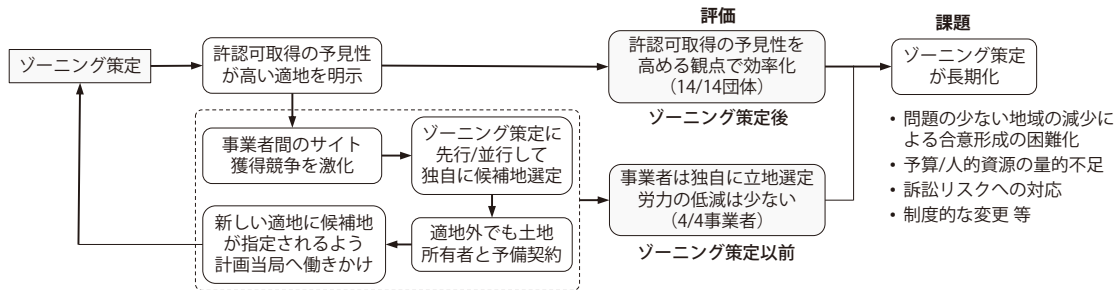 評価
課題
ゾーニング策定
許認可取得の予見性
が高い適地を明示
許認可取得の予見性を
高める観点で効率化
（14/14団体）
ゾーニング策定後
ゾーニング策定
が長期化
事業者間のサイト
獲得競争を激化
ゾーニング策定に
先行/並行して
独自に候補地選定
適地外でも土地
所有者と予備契約
新しい適地に候補地
が指定されるよう
計画当局へ働きかけ
事業者は独自に立地選定
労力の低減は少ない
（4/4事業者）
ゾーニング策定以前
• 問題の少ない地域の減少に
よる合意形成の困難化
• 予算/人的資源の量的不足
• 訴訟リスクへの対応
• 制度的な変更 等